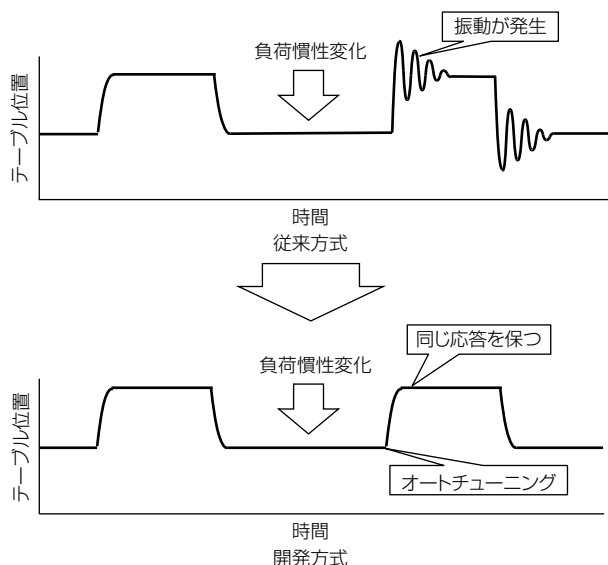 振動が発生
負荷慣性変化
テーブル位置
時間
従来方式
同じ応答を保つ
負荷慣性変化
テーブル位置
オートチューニング
時間
開発方式